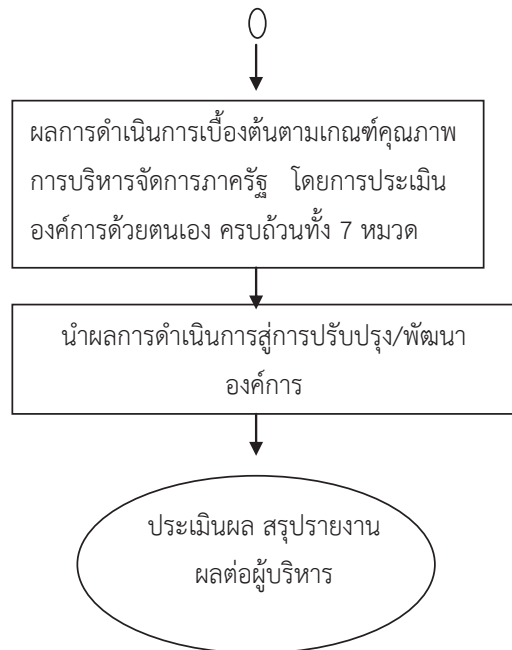 ผลการดำเนินการเบื้องต้นตามเกณฑ์คุณภาพ
การบริหารจัดการภาครัฐ โดยการประเมิน
องค์การด้วยตนเอง ครบถ้วนทั้ง 7 หมวด
นำผลการดำเนินการสู่การปรับปรุง/พัฒนา
องค์การ
ประเมินผล สรุปรายงาน
ผลต่อผู้บริหาร